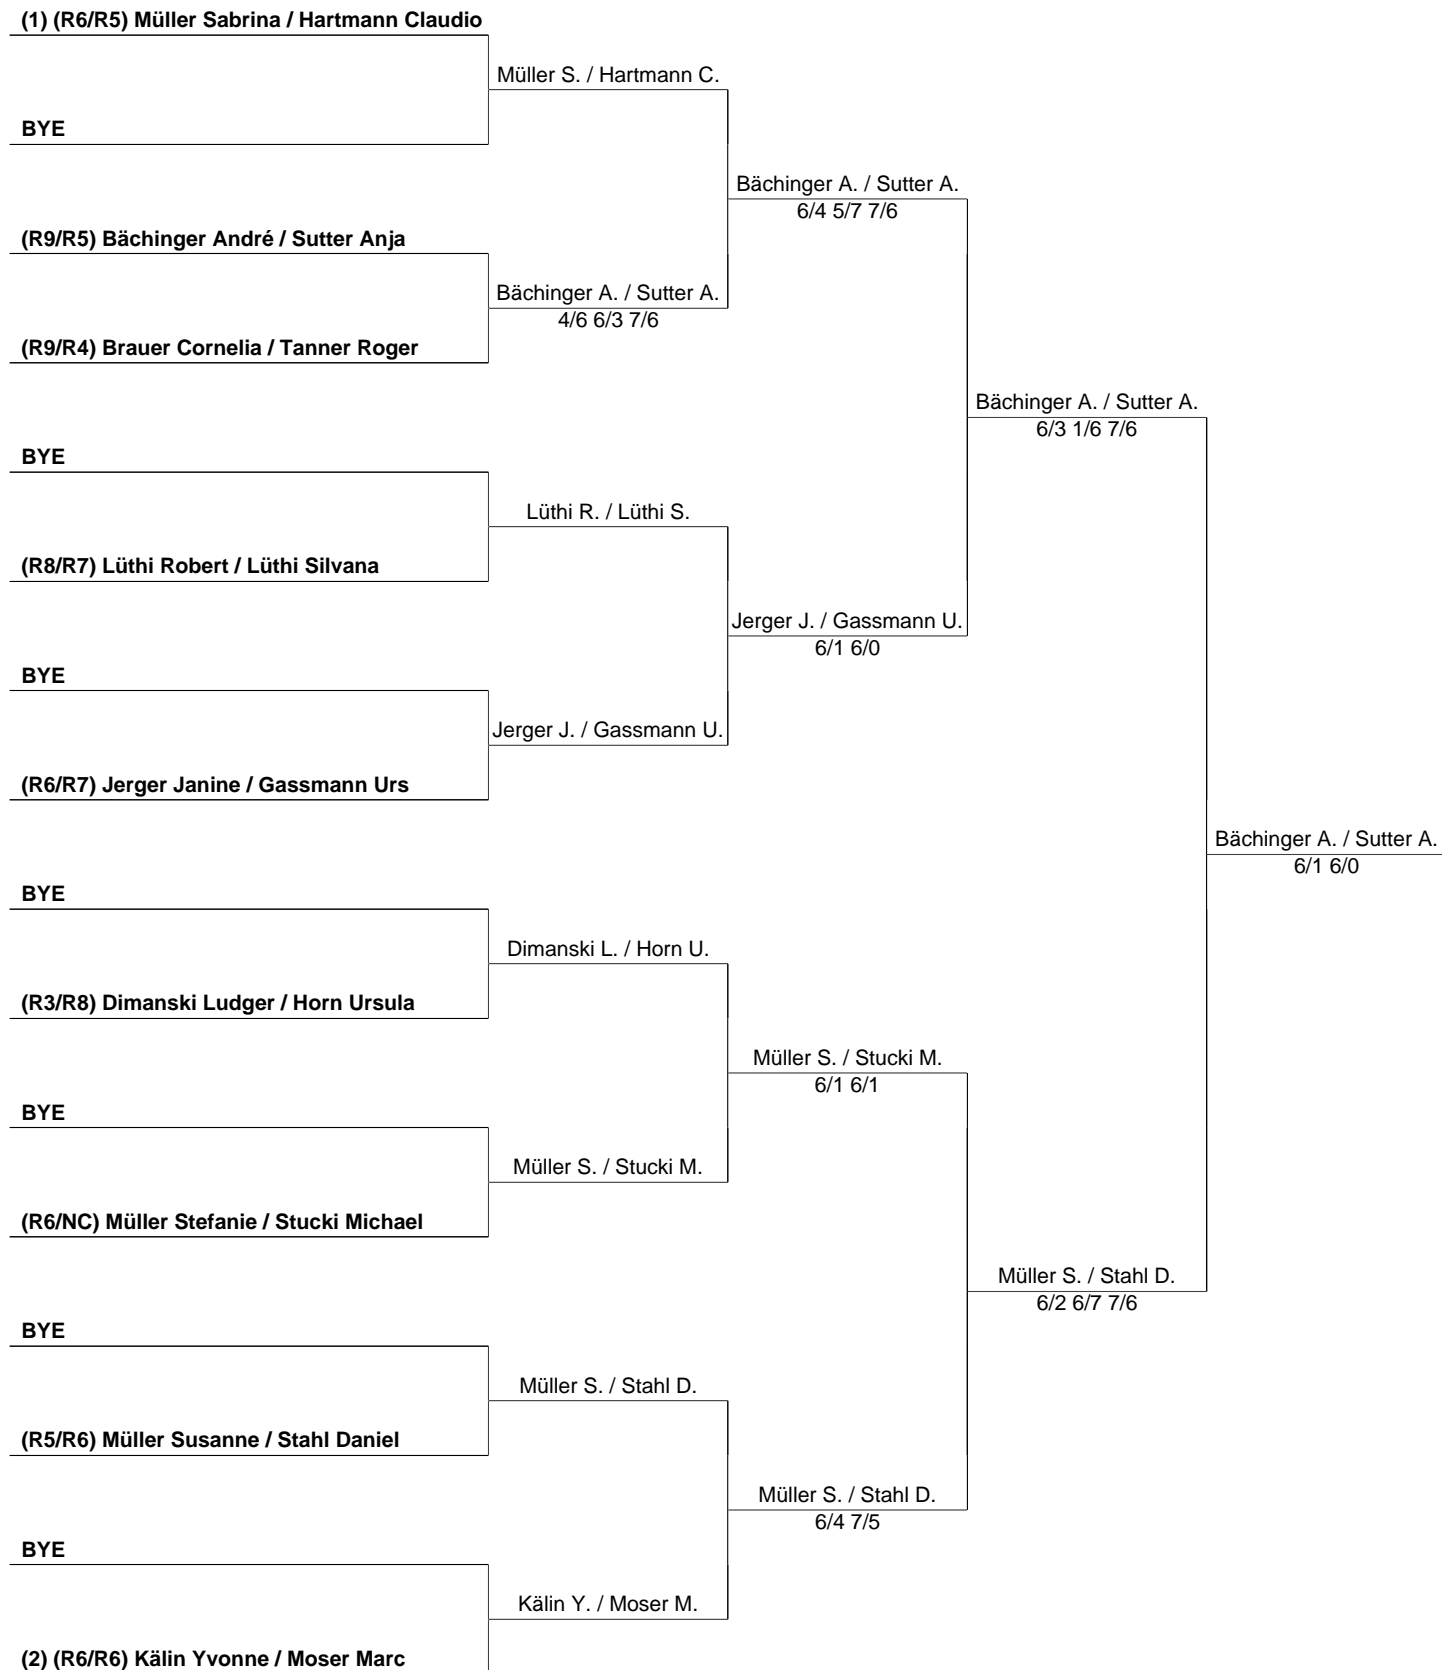 (1) (R6/R5) Müller Sabrina / Hartmann Claudio
Müller S. / Hartmann C.
BYE
Bächinger A. / Sutter A.
6/4 5/7 7/6
(R9/R5) Bächinger André / Sutter Anja
Bächinger A. / Sutter A.
4/6 6/3 7/6
(R9/R4) Brauer Cornelia / Tanner Roger
Bächinger A. / Sutter A.
6/3 1/6 7/6
BYE
Lüthi R. / Lüthi S.
(R8/R7) Lüthi Robert / Lüthi Silvana
Jerger J. / Gassmann U.
6/1 6/0
BYE
Jerger J. / Gassmann U.
(R6/R7) Jerger Janine / Gassmann Urs
Bächinger A. / Sutter A.
6/1 6/0
BYE
Dimanski L. / Horn U.
(R3/R8) Dimanski Ludger / Horn Ursula
Müller S. / Stucki M.
6/1 6/1
BYE
Müller S. / Stucki M.
(R6/NC) Müller Stefanie / Stucki Michael
Müller S. / Stahl D.
6/2 6/7 7/6
BYE
Müller S. / Stahl D.
(R5/R6) Müller Susanne / Stahl Daniel
Müller S. / Stahl D.
6/4 7/5
BYE
Kälin Y. / Moser M.
(2) (R6/R6) Kälin Yvonne / Moser Marc